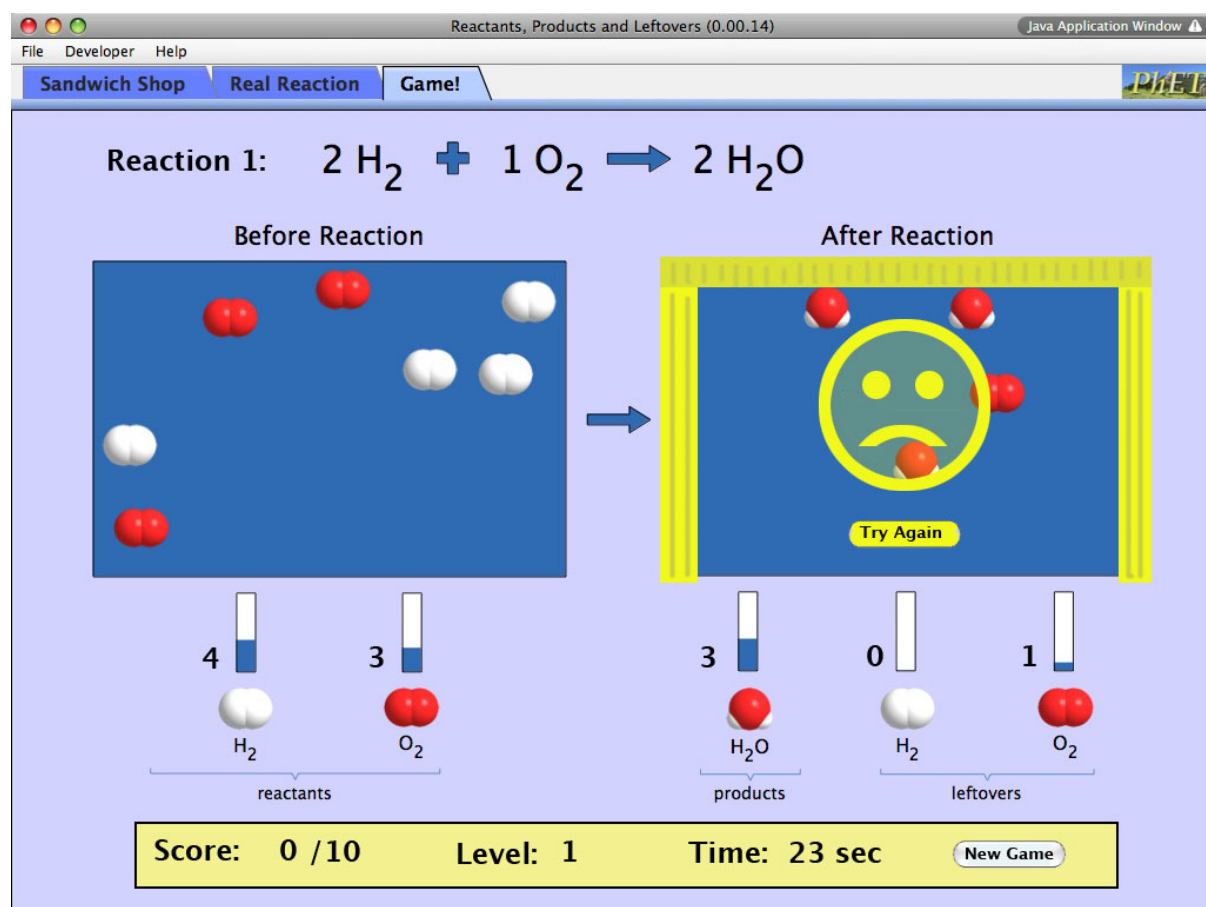 Reactants, Products and Leftovers (0.00.14)
Java Application Window
File Developer Help
Sandwich Shop Real Reaction Game!
PhET
Reaction 1: 2 H₂ + 1 O₂ → 2 H₂O
Before Reaction
After Reaction
Try Again
4 3
3 0 1
H₂ O₂
H₂O H₂ O₂
reactants
products leftovers
Score: 0 /10 Level: 1 Time: 23 sec New Game